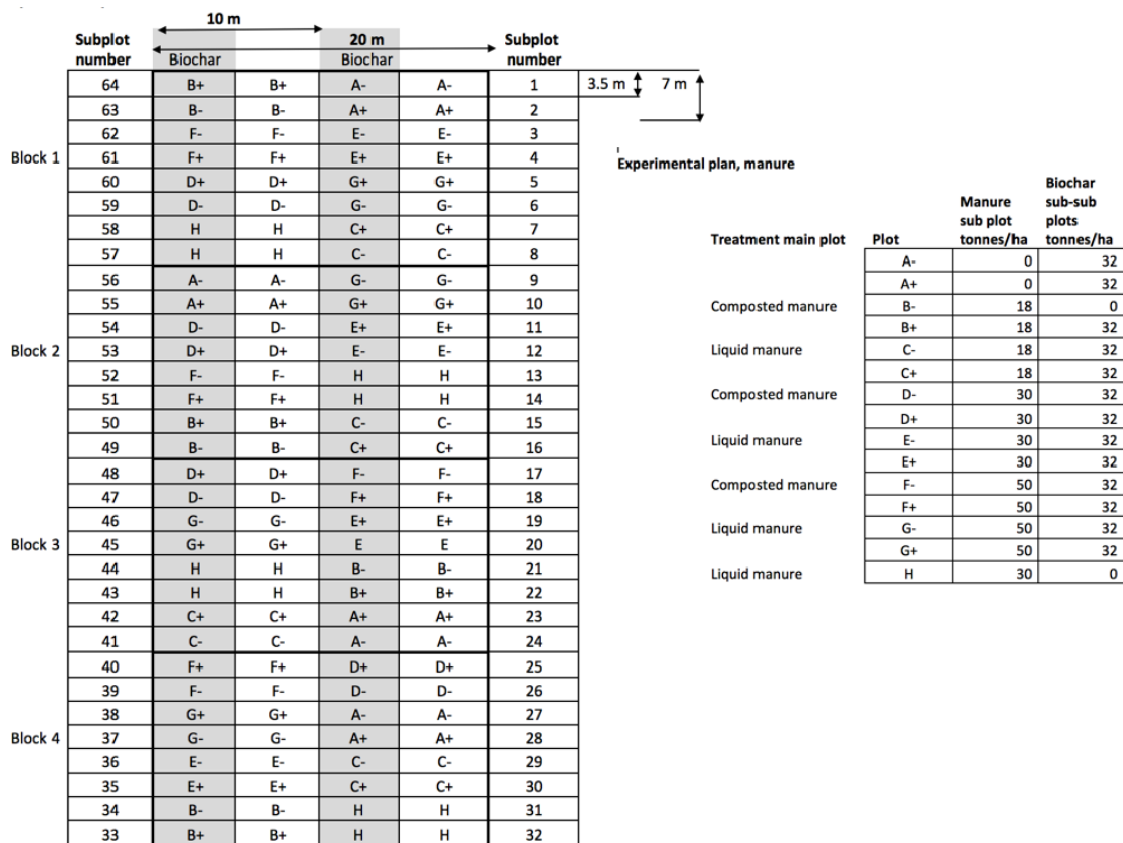 10 m
Subplot number 20 m Subplot number
Biochar Biochar
64 B+ B+ A- A- 1 3.5 m 7 m
63 B- B- A+ A+ 2
62 F- F- E- E- 3
Block 1 61 F+ F+ E+ E+ 4
60 D+ D+ G+ G+ 5
59 D- D- G- G- 6
58 H H C+ C+ 7
57 H H C- C- 8
56 A- A- G- G- 9
55 A+ A+ G+ G+ 10
54 D- D- E+ E+ 11
Block 2 53 D+ D+ E- E- 12
52 F- F- H H 13
51 F+ F+ H H 14
50 B+ B+ C- C- 15
49 B- B- C+ C+ 16
48 D+ D+ F- F- 17
47 D- D- F+ F+ 18
46 G- G- E+ E+ 19
Block 3 45 G+ G+ E E 20
44 H H B- B- 21
43 H H B+ B+ 22
42 C+ C+ A+ A+ 23
41 C- C- A- A- 24
40 F+ F+ D+ D+ 25
39 F- F- D- D- 26
38 G+ G+ A- A- 27
Block 4 37 G- G- A+ A+ 28
36 E- E- C- C- 29
35 E+ E+ C+ C+ 30
34 B- B- H H 31
33 B+ B+ H H 32
Experimental plan, manure
Treatment main plot Plot Manure sub plot tonnes/ha Biochar sub-sub plots tonnes/ha
A- 0 32
A+ 0 32
Composted manure B- 18 0
B+ 18 32
Liquid manure C- 18 32
C+ 18 32
Composted manure D- 30 32
D+ 30 32
Liquid manure E- 30 32
E+ 30 32
Composted manure F- 50 32
F+ 50 32
Liquid manure G- 50 32
G+ 50 32
Liquid manure H 30 0